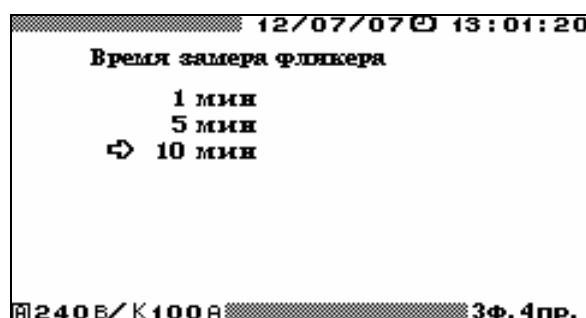 12/07/07 13:01:20
Время замера фликера
1 мин
5 мин
10 мин
А 240В/К100А 3Ф.4пр.